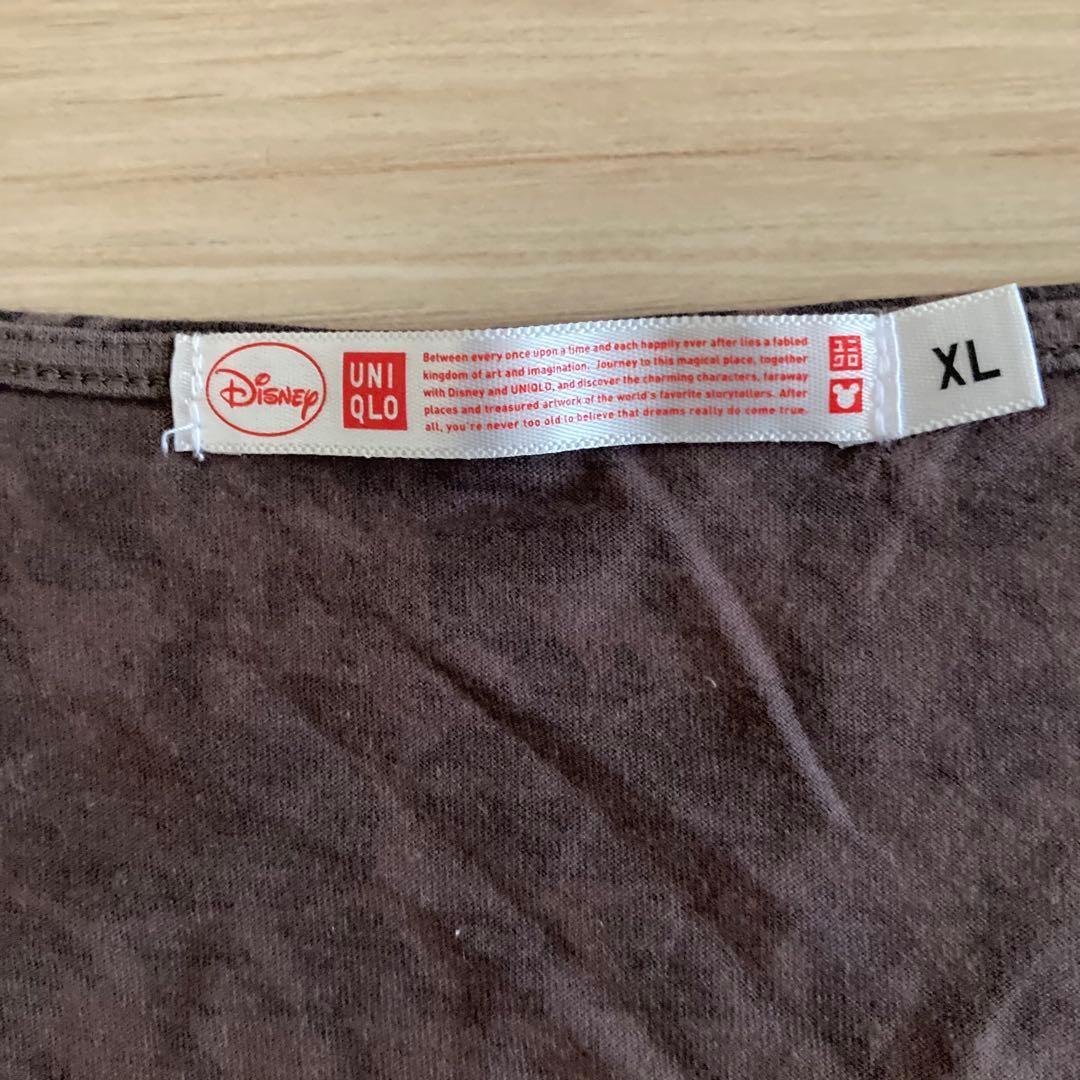 Disney
UNI
QLO
Between every once upon a time and each happily ever after lies a fabled
kingdom of art and imagination. Journey to this magical place, together
with Disney and UNIQLO, and discover the charming characters, faraway
places and treasured artwork of the world's favorite storytellers. After
all, you're never too old to believe that dreams really do come true.
XL